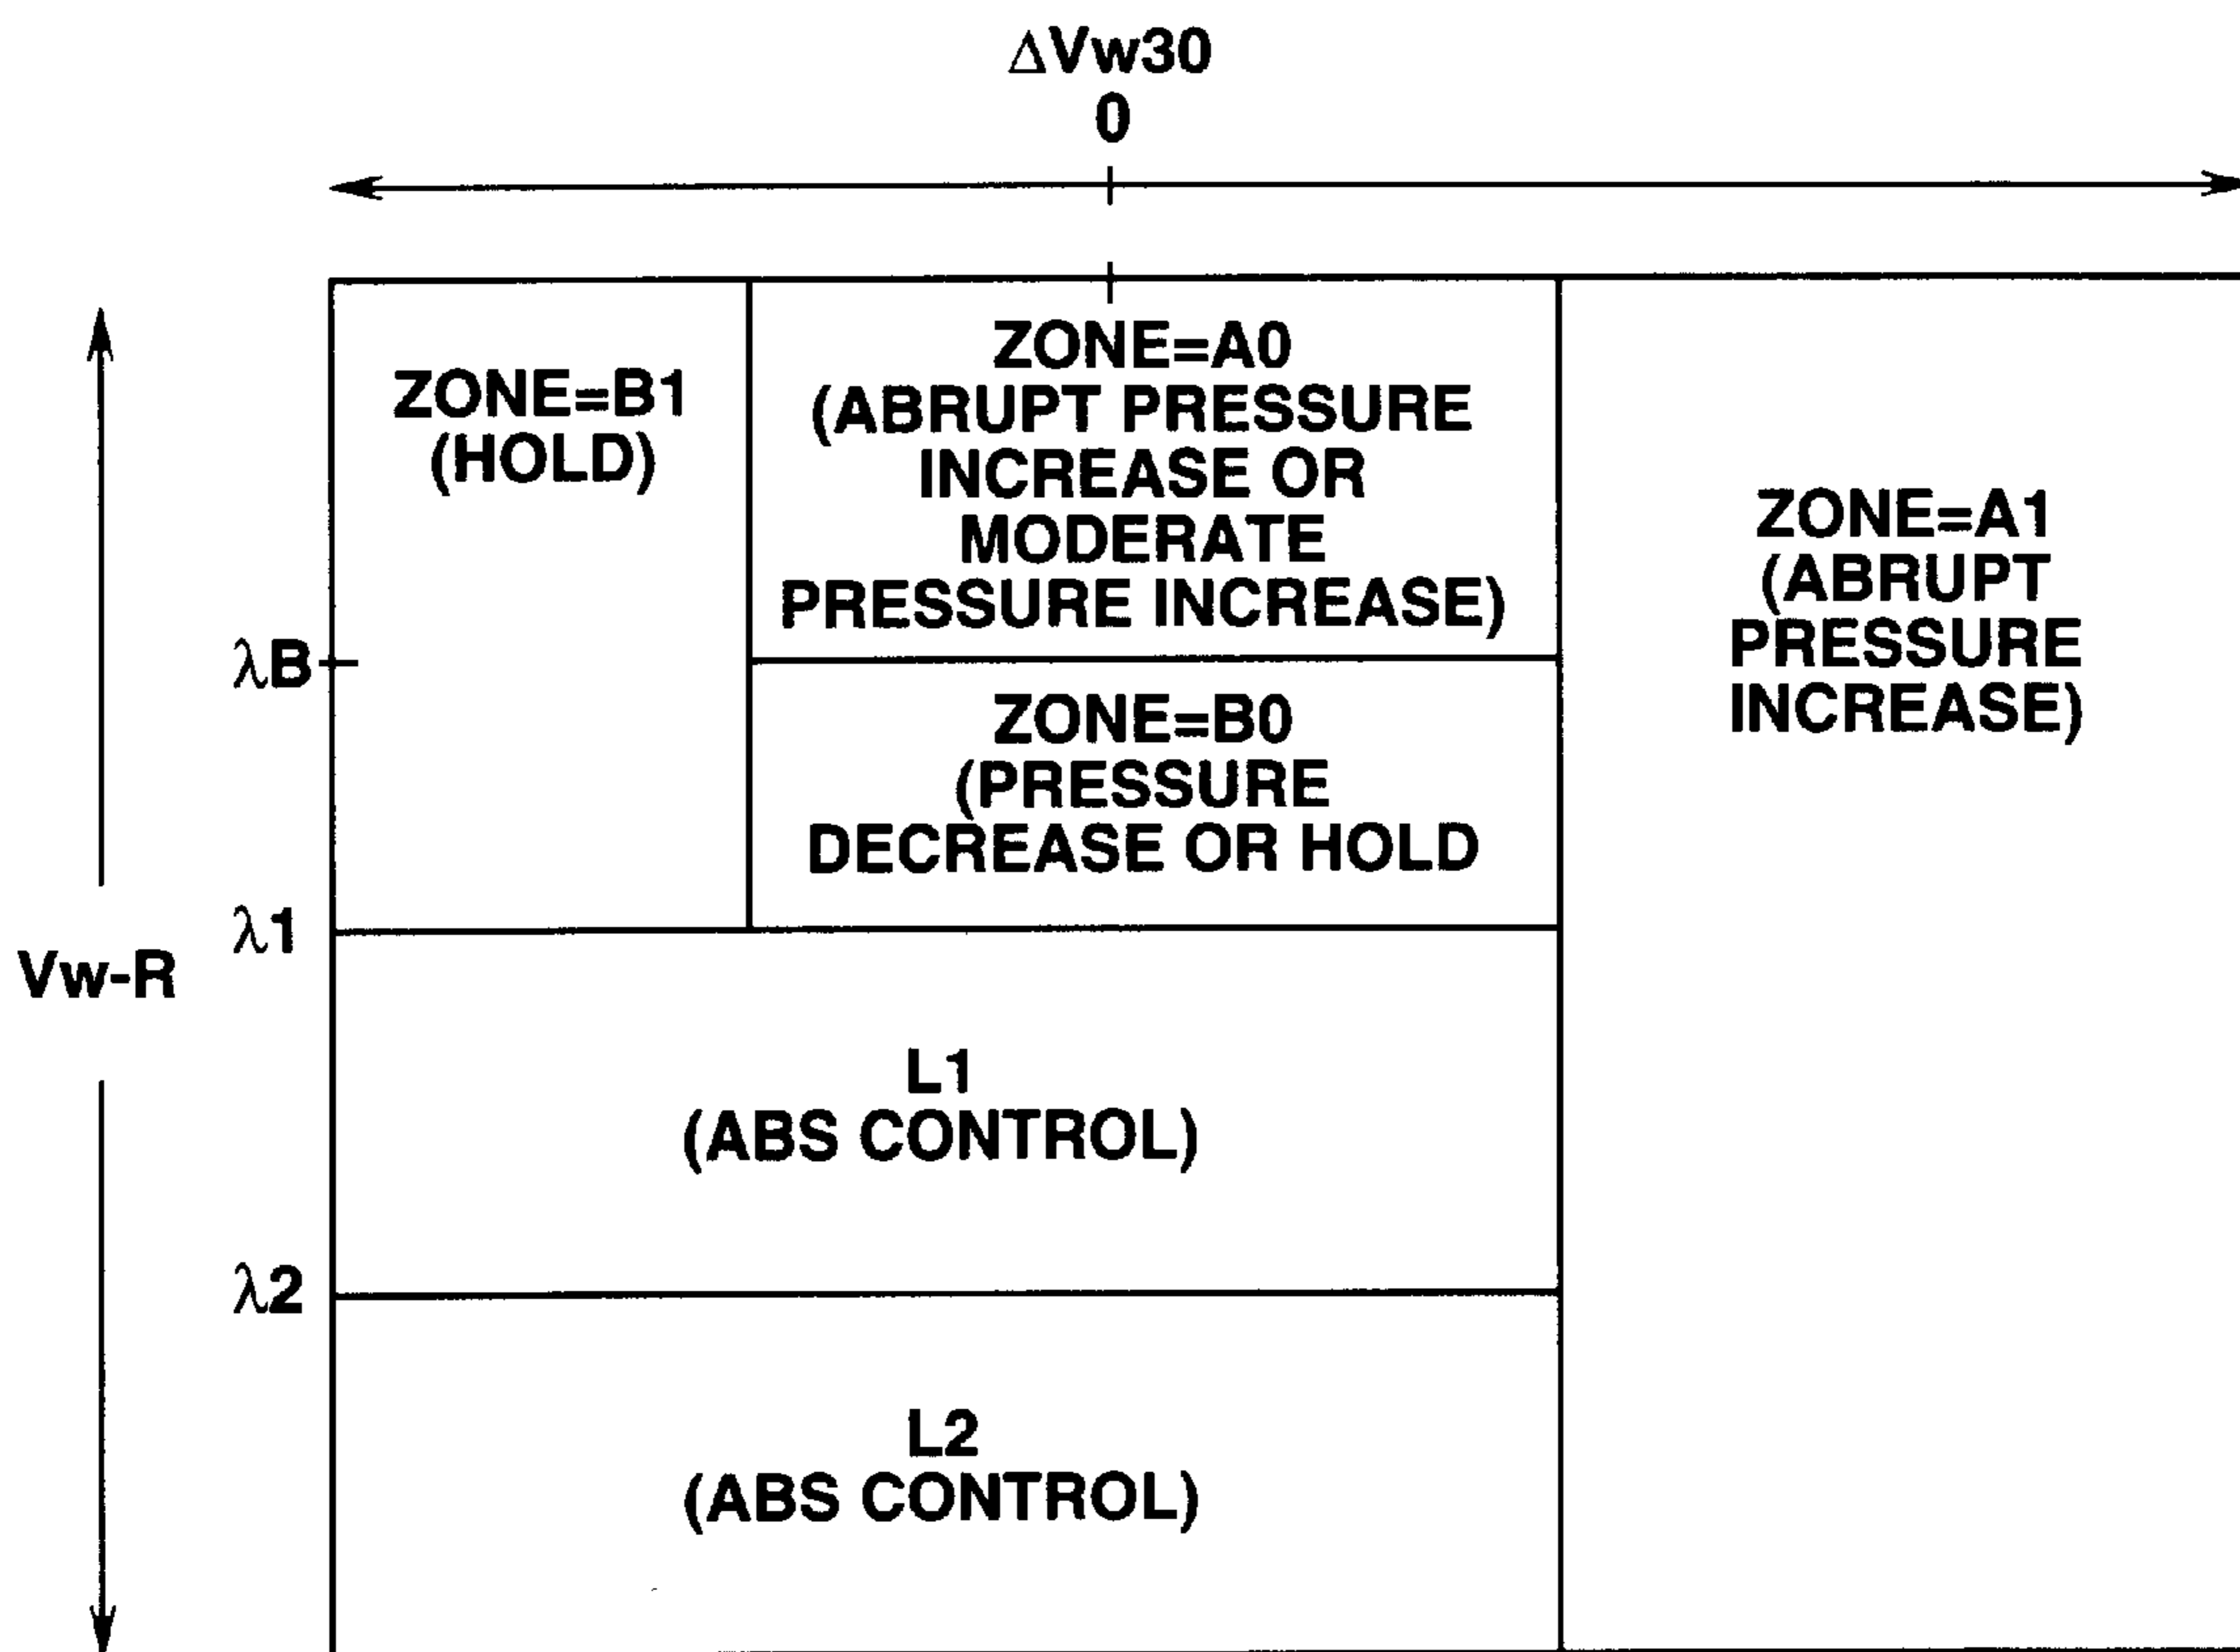 ΔVw30
0
ZONE=B1
(HOLD)
ZONE=A0
(ABRUPT PRESSURE
INCREASE OR
MODERATE
PRESSURE INCREASE)
ZONE=A1
(ABRUPT
PRESSURE
INCREASE)
λB
ZONE=B0
(PRESSURE
DECREASE OR HOLD
λ1
Vw-R
L1
(ABS CONTROL)
λ2
L2
(ABS CONTROL)